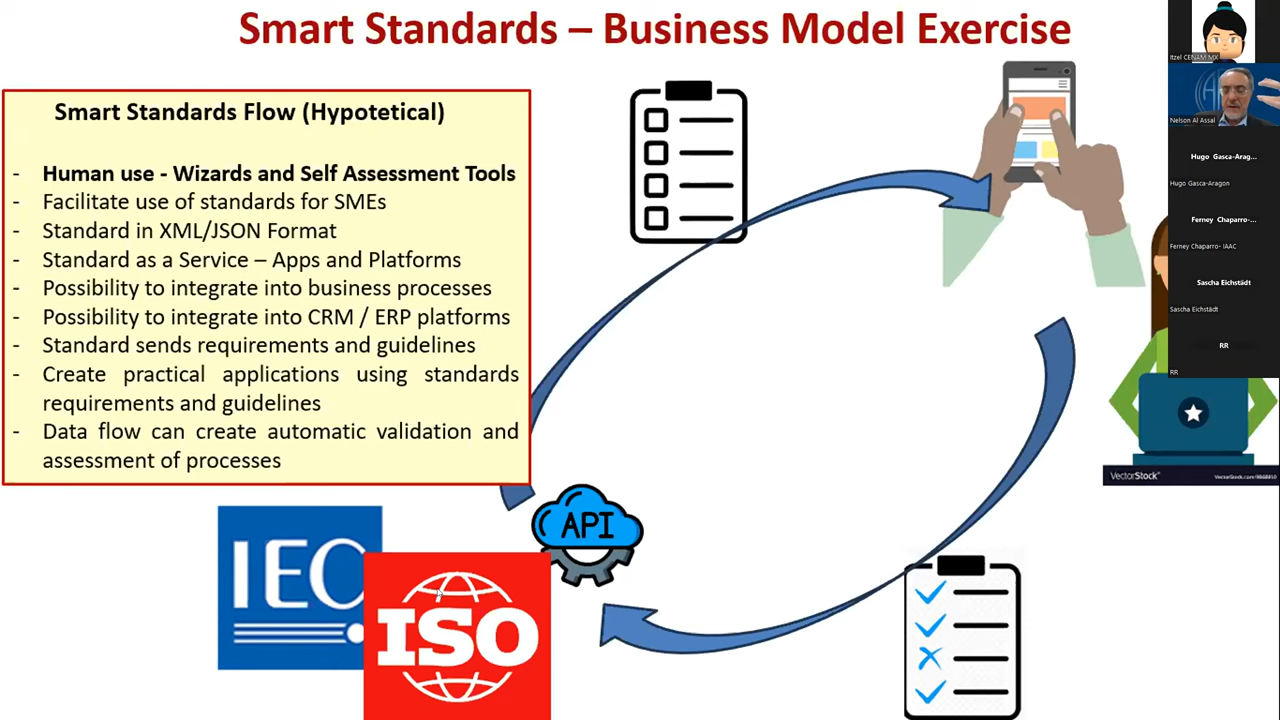 Smart Standards – Business Model Exercise
Smart Standards Flow (Hypotetical)
- Human use - Wizards and Self Assessment Tools
- Facilitate use of standards for SMEs
- Standard in XML/JSON Format
- Standard as a Service – Apps and Platforms
- Possibility to integrate into business processes
- Possibility to integrate into CRM / ERP platforms
- Standard sends requirements and guidelines
- Create practical applications using standards
requirements and guidelines
- Data flow can create automatic validation and
assessment of processes
API
IEC
ISO
VectorStock
Itzel CENAM MX
Nelson Al Assal
Hugo Gasca-Arag...
Hugo Gasca-Aragon
Ferney Chaparro-...
Ferney Chaparro- IAAC
Sascha Eichstädt
Sascha Eichstädt
RR
RR